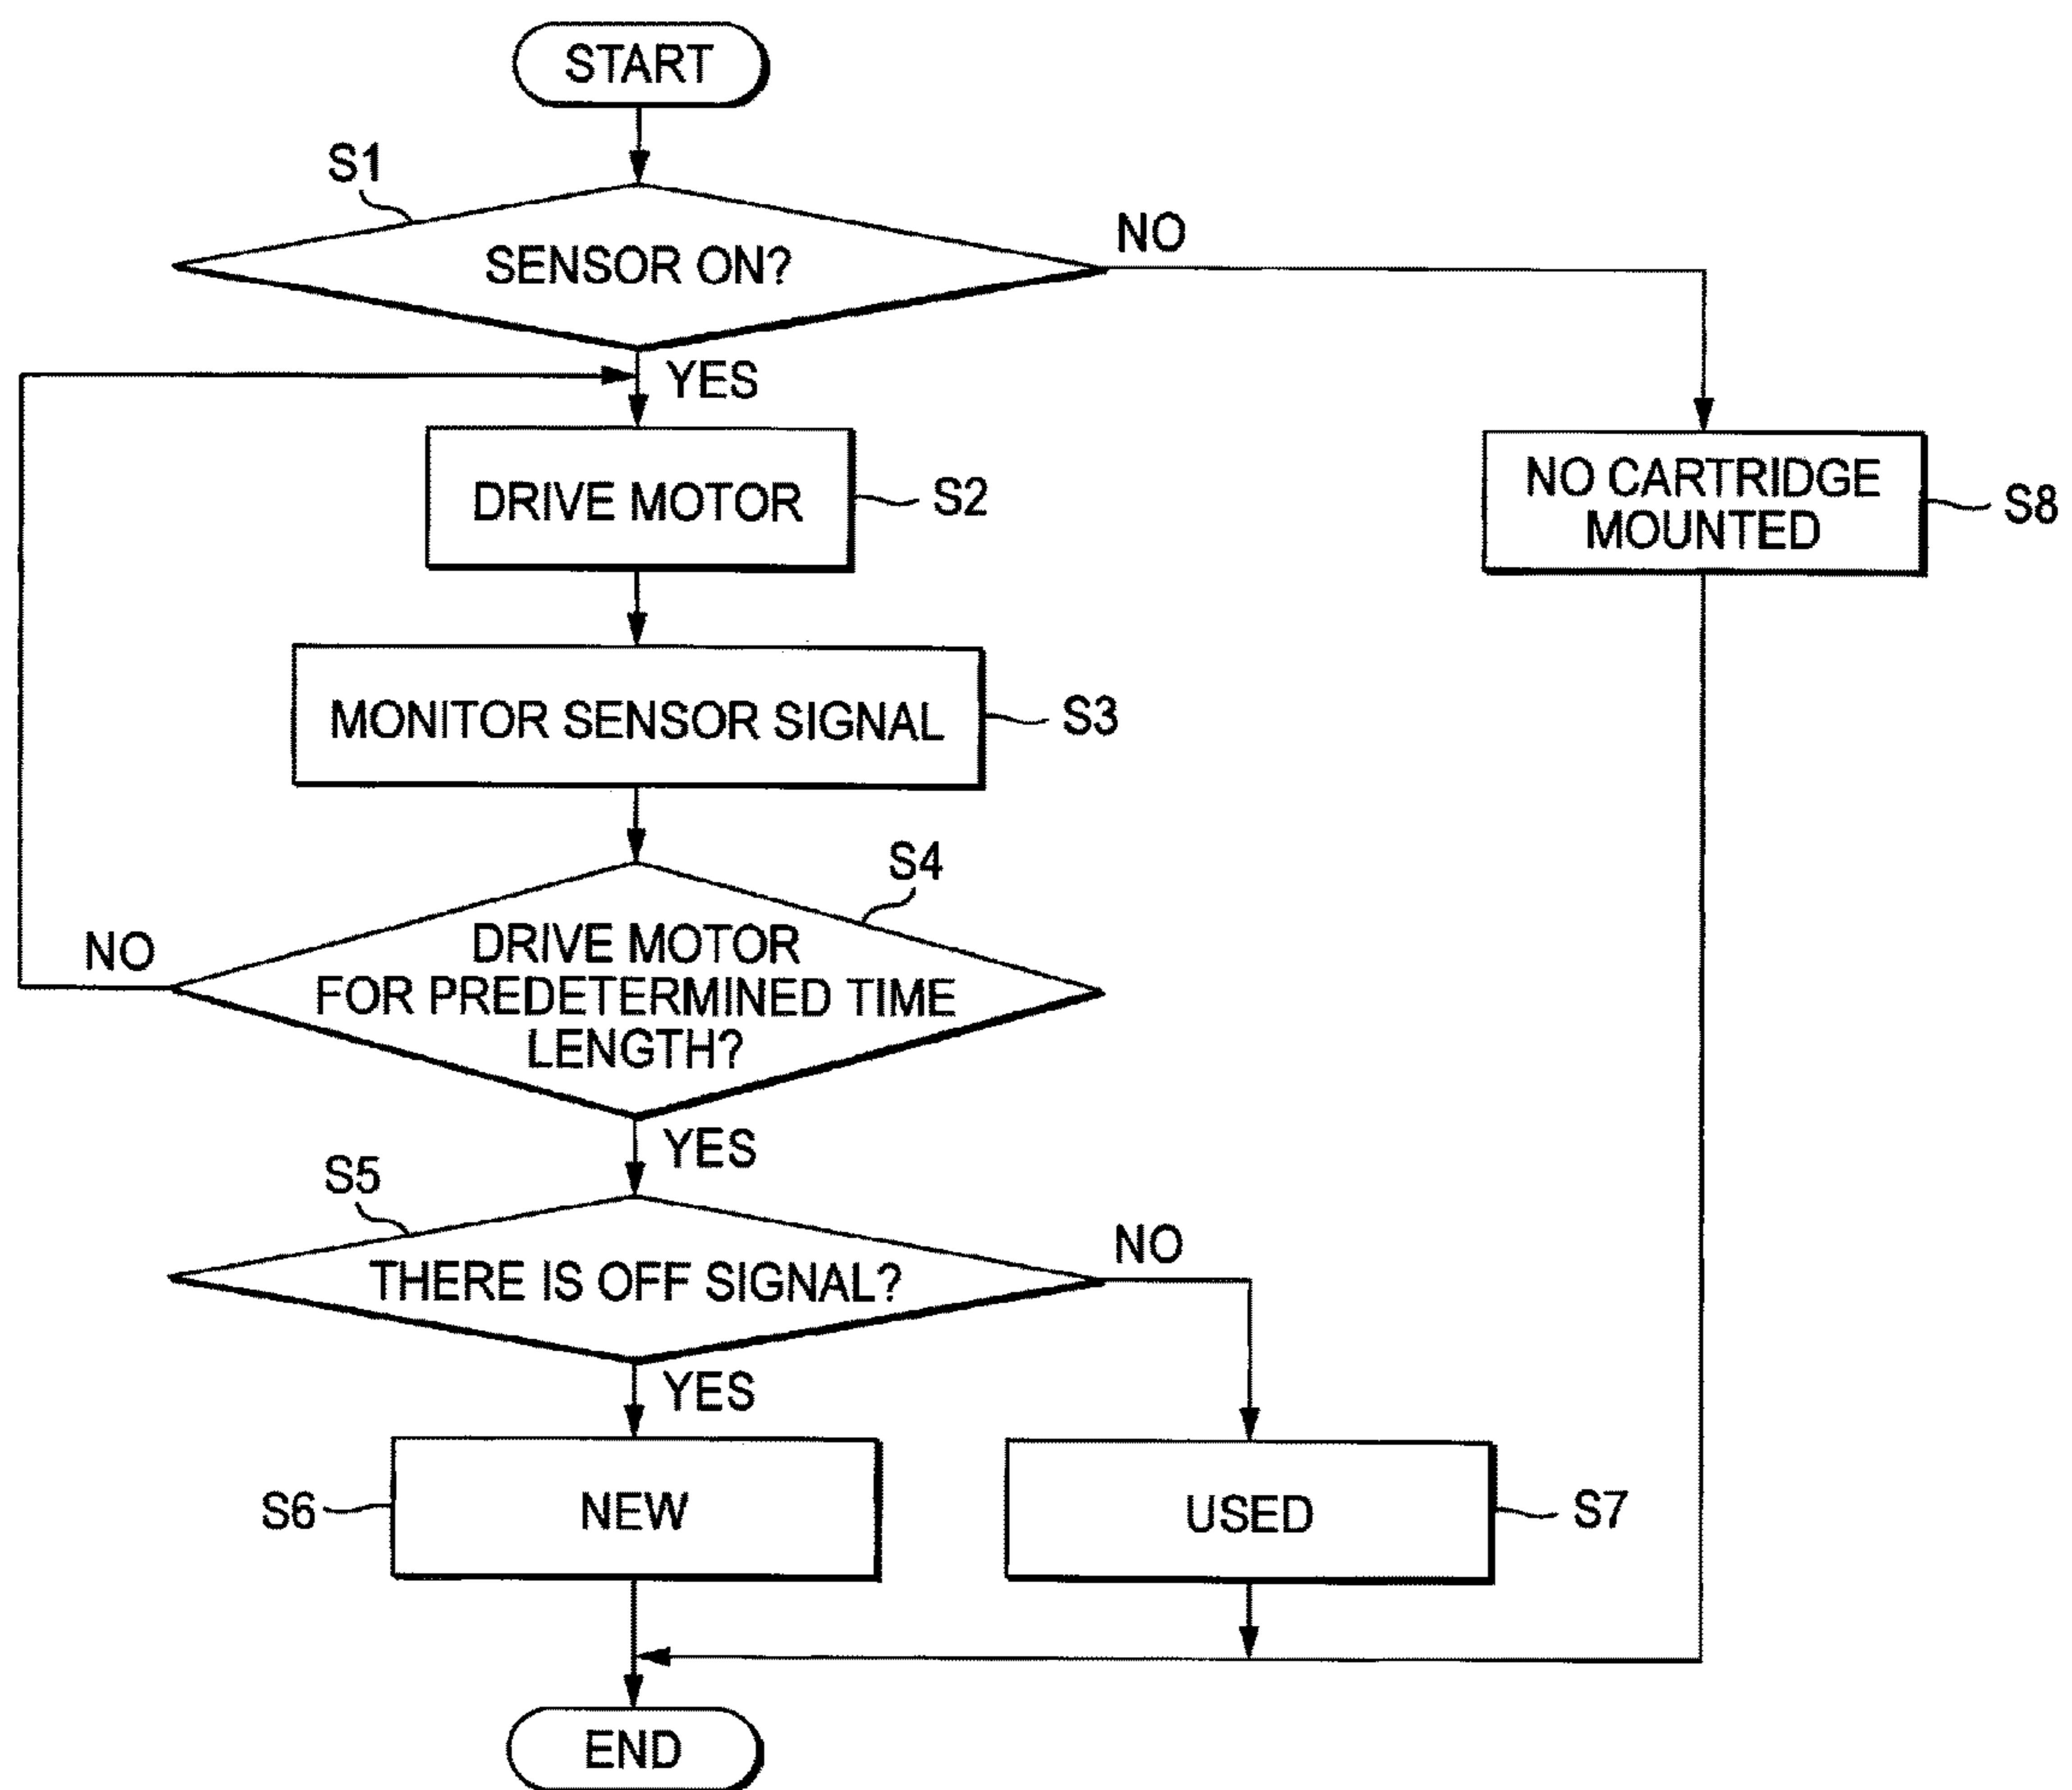 START
S1
SENSOR ON?
NO
YES
DRIVE MOTOR
S2
NO CARTRIDGE
MOUNTED
S8
MONITOR SENSOR SIGNAL
S3
S4
DRIVE MOTOR
FOR PREDETERMINED TIME
LENGTH?
NO
YES
S5
THERE IS OFF SIGNAL?
NO
YES
S6
NEW
USED
S7
END